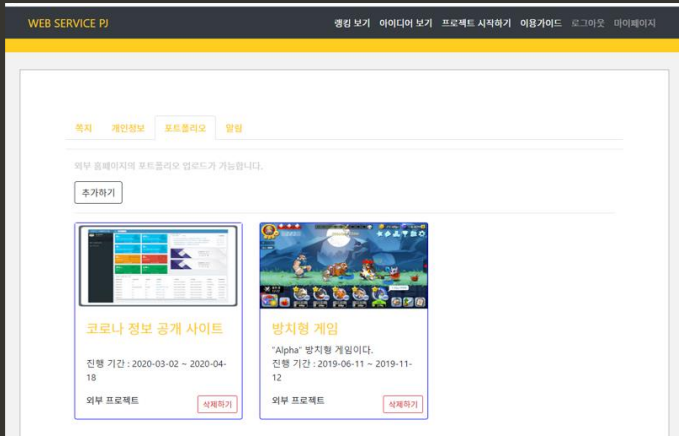 WEB SERVICE PJ
랭킹 보기 아이디어 보기 프로젝트 시작하기 이용가이드 로그아웃 마이페이지
쪽지 개인정보 포트폴리오 알림
외부 홈페이지의 포트폴리오 업로드가 가능합니다.
추가하기
코로나 정보 공개 사이트
진행 기간 : 2020-03-02 ~ 2020-04-
18
외부 프로젝트
삭제하기
방치형 게임
"Alpha" 방치형 게임이다.
진행 기간 : 2019-06-11 ~ 2019-11-
12
외부 프로젝트
삭제하기